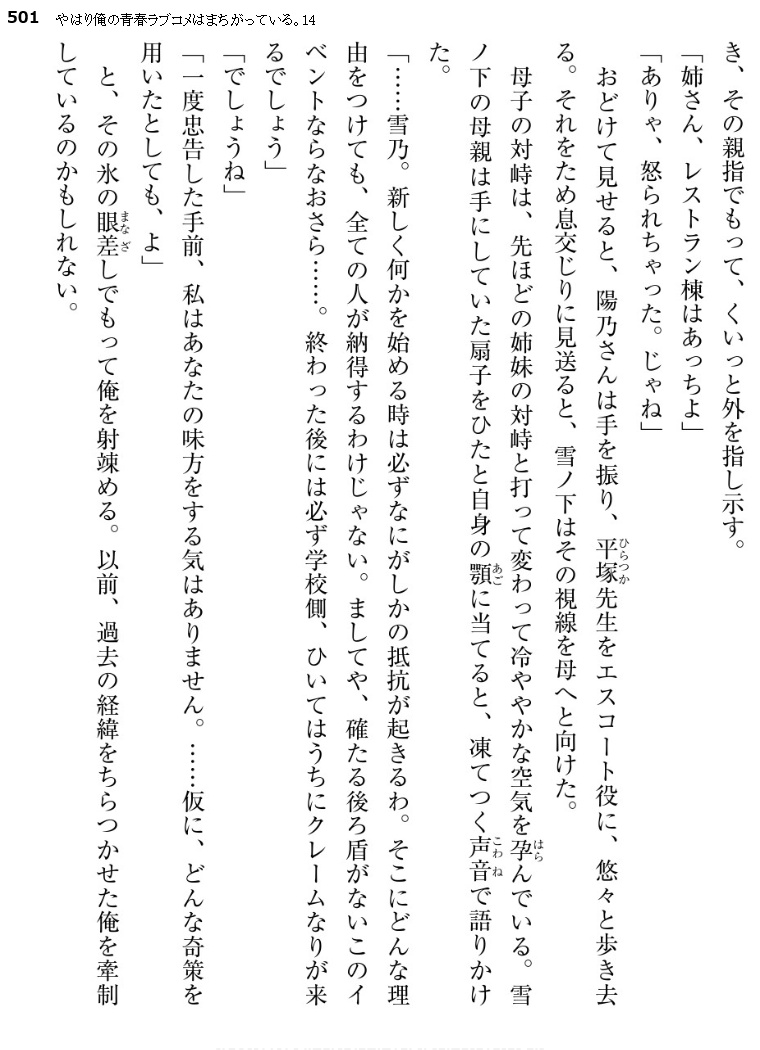 501 やはり俺の青春ラブコメはまちがっている。14
き、その親指でもって、くいっと外を指し示す。
「姉さん、レストラン棟はあっちよ」
「ありゃ、怒られちゃった。じゃね」
おどけて見せると、陽乃さんは手を振り、平塚先生をエスコート役に、悠々と歩き去
ひらつか
る。それをため息交じりに見送ると、雪ノ下はその視線を母へと向けた。
母子の対峙は、先ほどの姉妹の対峙と打って変わって冷ややかな空気を孕んでいる。雪
はら
ノ下の母親は手にしていた扇子をひたと自身の顎に当てると、凍てつく声音で語りかけ
あご
こわね
た。
「……雪乃。新しく何かを始める時は必ずなにがしかの抵抗が起きるわ。そこにどんな理
由をつけても、全ての人が納得するわけじゃない。ましてや、確たる後ろ盾がないこのイ
ベントならなおさら……。終わった後には必ず学校側、ひいてはうちにクレームなりが来
るでしょう」
「でしょうね」
「一度忠告した手前、私はあなたの味方をする気はありません。……仮に、どんな奇策を
用いたとしても、よ」
と、その氷の眼差しでもって俺を射竦める。以前、過去の経緯をちらつかせた俺を牽制
まなざ
しているのかもしれない。